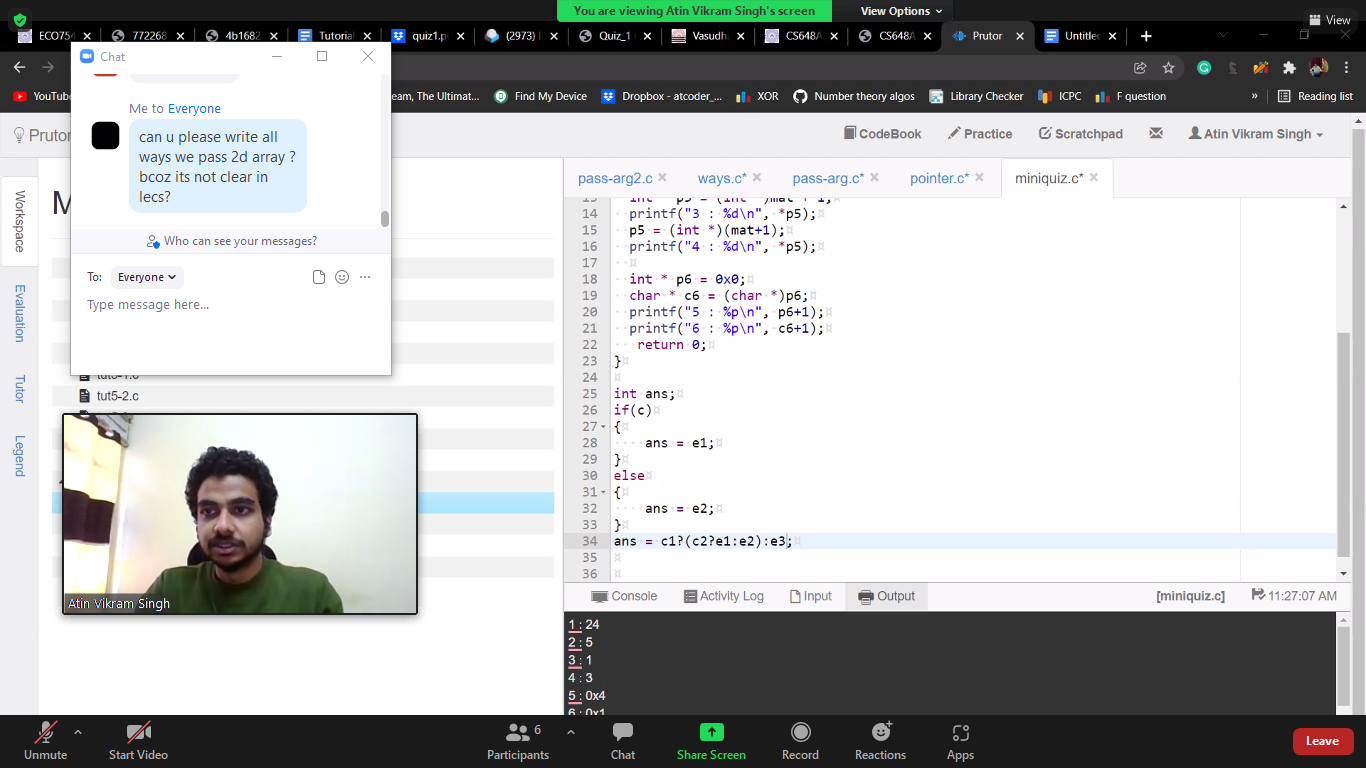 You are viewing Atin Vikram Singh's screen
View Options
View
ECO754
772268
4b1682
Tutorial
quiz1.p
(2973)
Quiz_1
Vasudh
CS648A
CS648A
Prutor
Untitle
YouTub
eam, The Ultimat...
Find My Device
Dropbox - atcoder_...
XOR
Number theory algos
Library Checker
ICPC
F question
»
Reading list
Chat
Me to Everyone
can u please write all
ways we pass 2d array ?
bcoz its not clear in
lecs?
Who can see your messages?
To: Everyone
Type message here...
Prutor
CodeBook
Practice
Scratchpad
Atin Vikram Singh
Workspace
Evaluation
Tutor
Legend
M
tut5-1.c
tut5-2.c
Atin Vikram Singh
pass-arg2.c
ways.c*
pass-arg.c*
pointer.c*
miniquiz.c*
13 int * p5 = (int *)mat + 1;
14 printf("3 : %d\n", *p5);
15 p5 = (int *)(mat+1);
16 printf("4 : %d\n", *p5);
17
18 int * p6 = 0x0;
19 char * c6 = (char *)p6;
20 printf("5 : %p\n", p6+1);
21 printf("6 : %p\n", c6+1);
22 return 0;
23 }
24
25 int ans;
26 if(c)
27 {
28 ans = e1;
29 }
30 else
31 {
32 ans = e2;
33 }
34 ans = c1?(c2?e1:e2):e3;
35
36
Console
Activity Log
Input
Output
[miniquiz.c]
11:27:07 AM
1 : 24
2 : 5
3 : 1
4 : 3
5 : 0x4
6 : 0x1
Unmute
Start Video
Participants
6
Chat
Share Screen
Record
Reactions
Apps
Leave